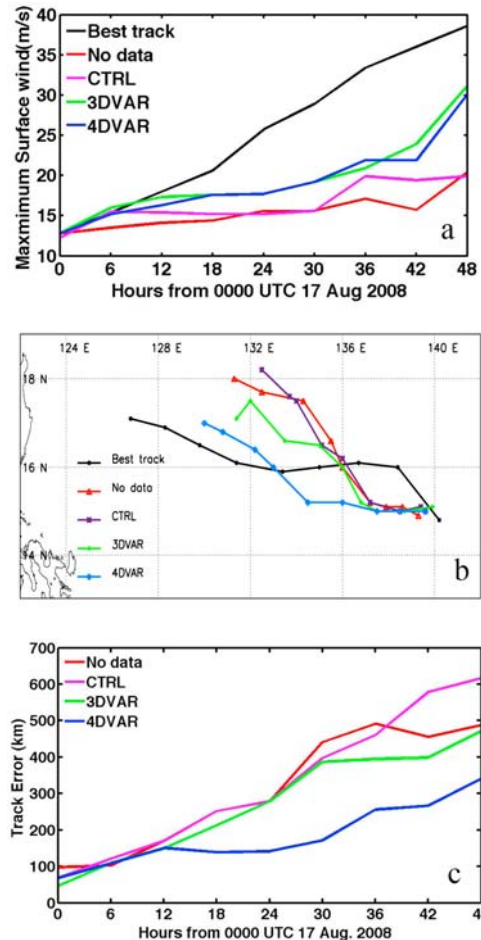 40
35
30
25
20
15
10
Maxmimum Surface wind(m/s)
Best track
No data
CTRL
3DVAR
4DVAR
a
0 6 12 18 24 30 36 42 48
Hours from 0000 UTC 17 Aug 2008
124 E 128 E 132 E 136 E 140 E
18 N
16 N
14 N
Best track
No data
CTRL
3DVAR
4DVAR
b
700
600
500
400
300
200
100
0
Track Error (km)
No data
CTRL
3DVAR
4DVAR
c
0 6 12 18 24 30 36 42
Hours from 0000 UTC 17 Aug. 2008